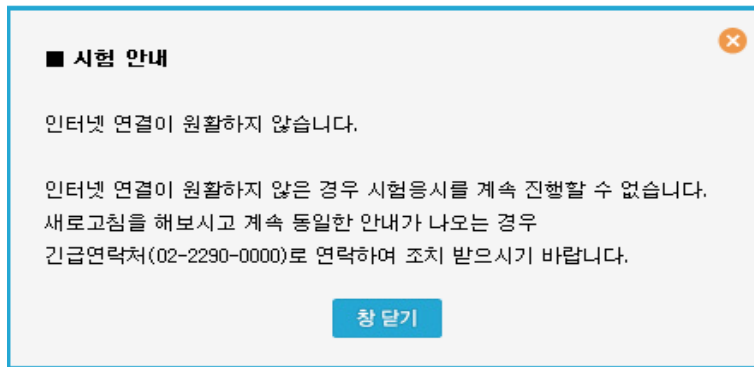 ■ 시험 안내
인터넷 연결이 원활하지 않습니다.
인터넷 연결이 원활하지 않은 경우 시험응시를 계속 진행할 수 없습니다.
새로고침을 해보시고 계속 동일한 안내가 나오는 경우
긴급연락처(02-2290-0000)로 연락하여 조치 받으시기 바랍니다.
창 닫기